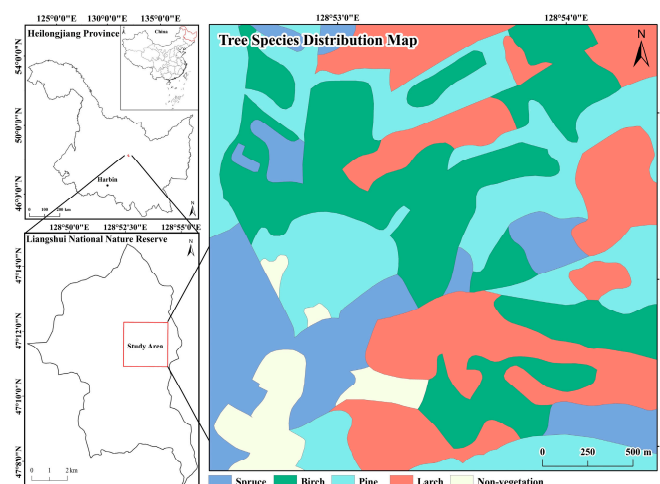 125°0'0"E 130°0'0"E 135°0'0"E
Heilongjiang Province
China
54°0'0"N
50°0'0"N
46°0'0"N
Harbin
0 100 200 km
N
128°50'0"E 128°52'30"E 128°55'0"E
Liangshui National Nature Reserve
N
47°14'0"N
47°12'0"N
47°10'0"N
47°8'0"N
Study Area
0 1 2 km
128°53'0"E 128°54'0"E
Tree Species Distribution Map
N
0 250 500 m
Spruce Birch Pine Larch Non-vegetation